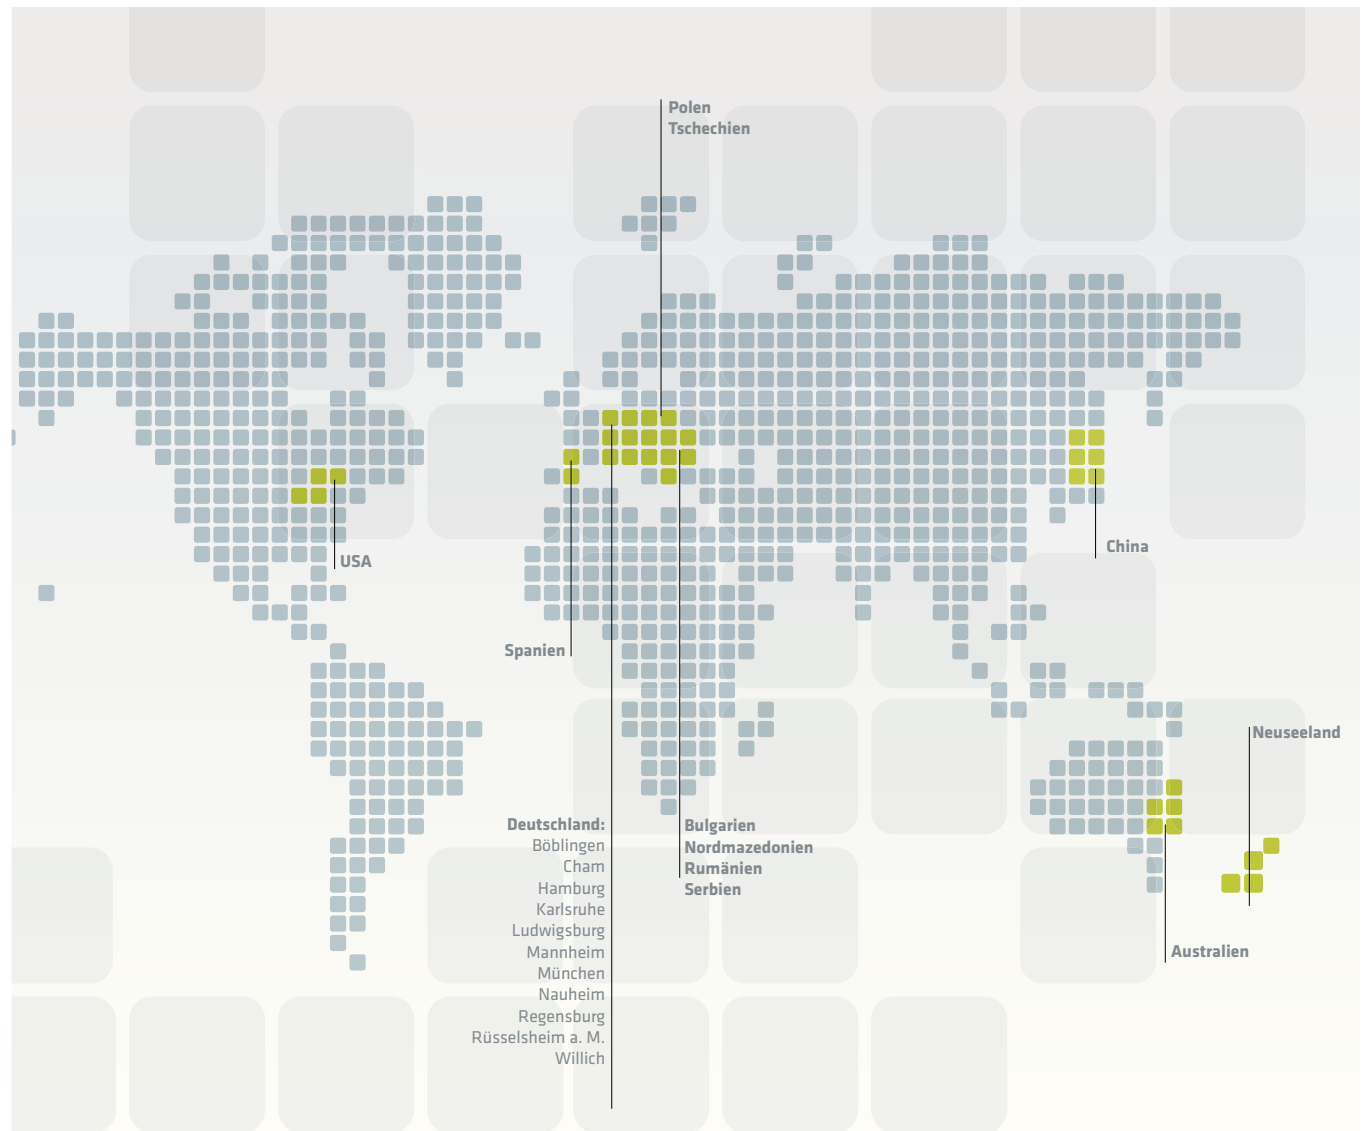 Polen
Tschechien
USA
China
Spanien
Neuseeland
Deutschland:
Böblingen
Cham
Hamburg
Karlsruhe
Ludwigsburg
Mannheim
München
Nauheim
Regensburg
Rüsselsheim a. M.
Willich
Bulgarien
Nordmazedonien
Rumänien
Serbien
Australien